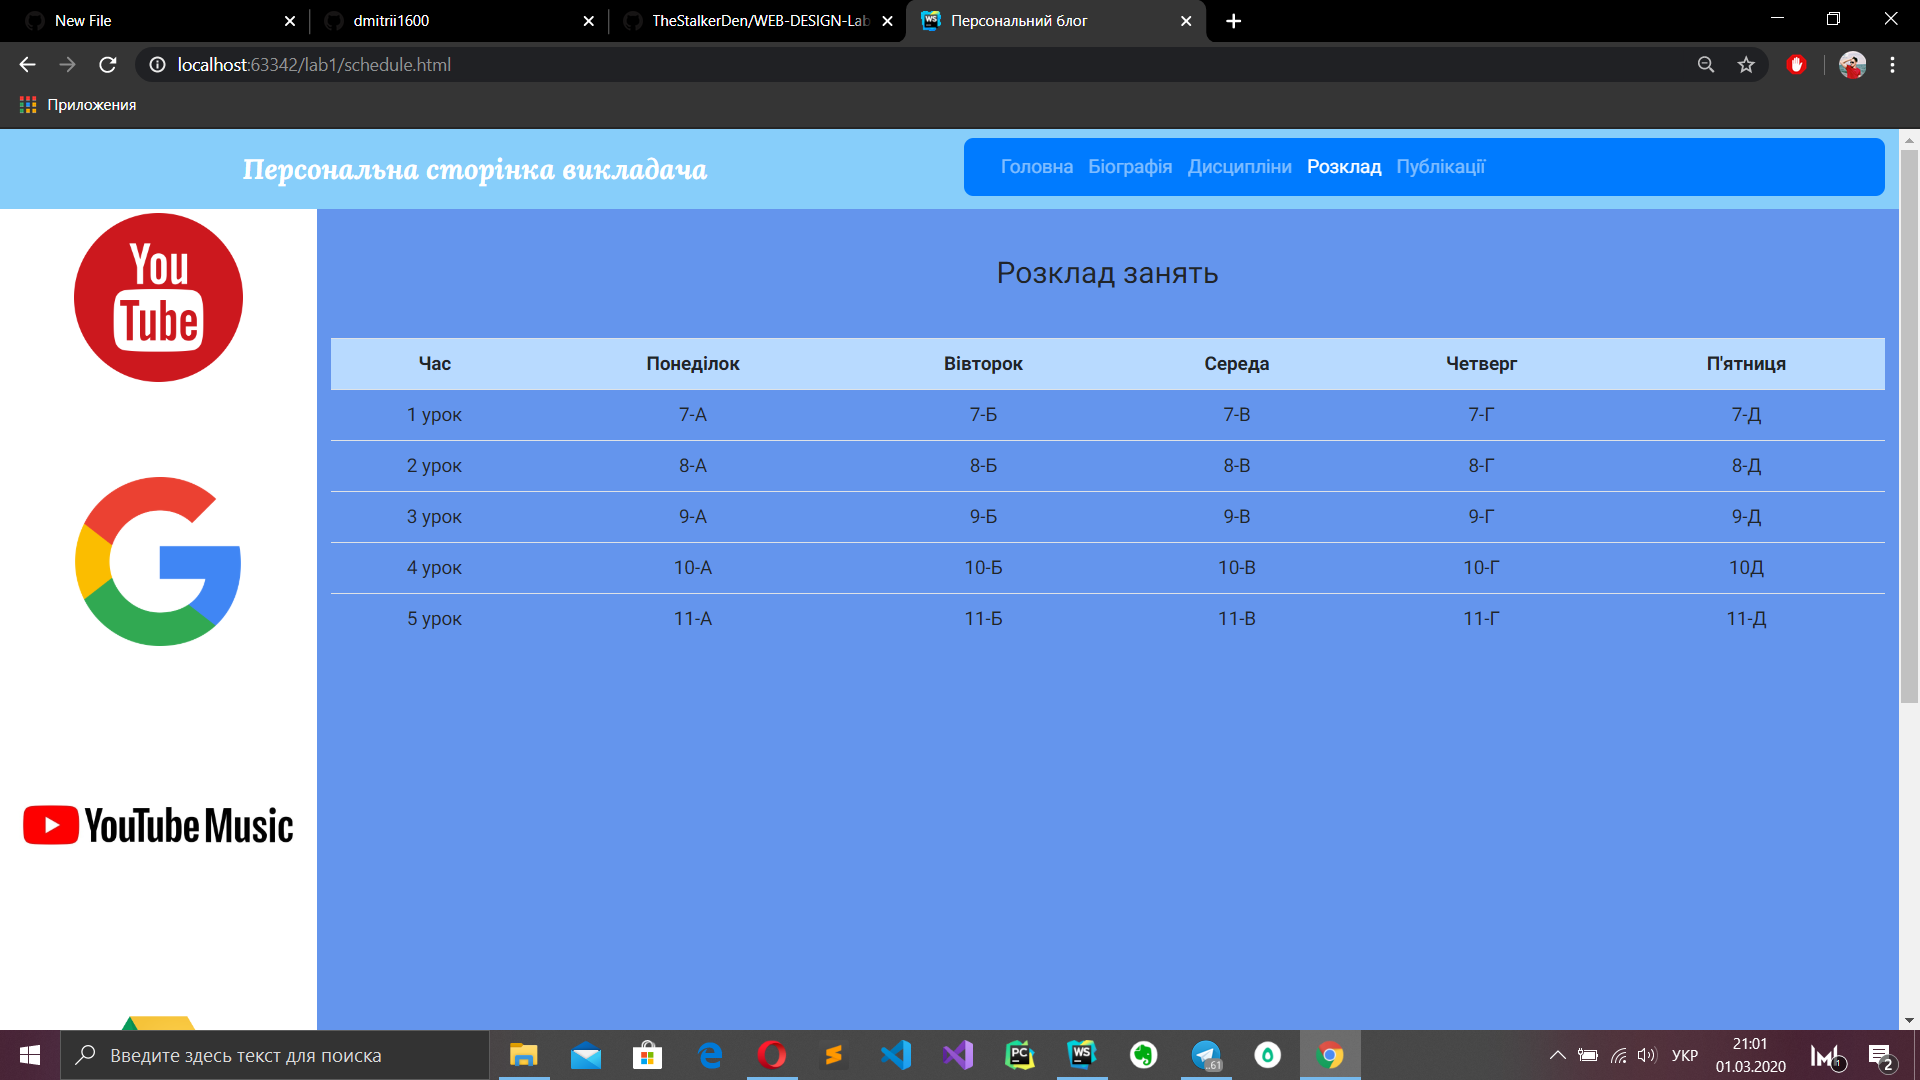 New File
dmitrii1600
TheStalkerDen/WEB-DESIGN-Lab
Персональний блог
localhost:63342/lab1/schedule.html
Приложения
Персональна сторінка викладача
Головна Біографія Дисципліни Розклад Публікації
You
Tube
YouTube Music
Розклад занять
Час Понеділок Вівторок Середа Четверг П'ятниця
1 урок 7-А 7-Б 7-В 7-Г 7-Д
2 урок 8-А 8-Б 8-В 8-Г 8-Д
3 урок 9-А 9-Б 9-В 9-Г 9-Д
4 урок 10-А 10-Б 10-В 10-Г 10Д
5 урок 11-А 11-Б 11-В 11-Г 11-Д
Введите здесь текст для поиска
PC
WS
61
УКР
21:01
01.03.2020
1
2